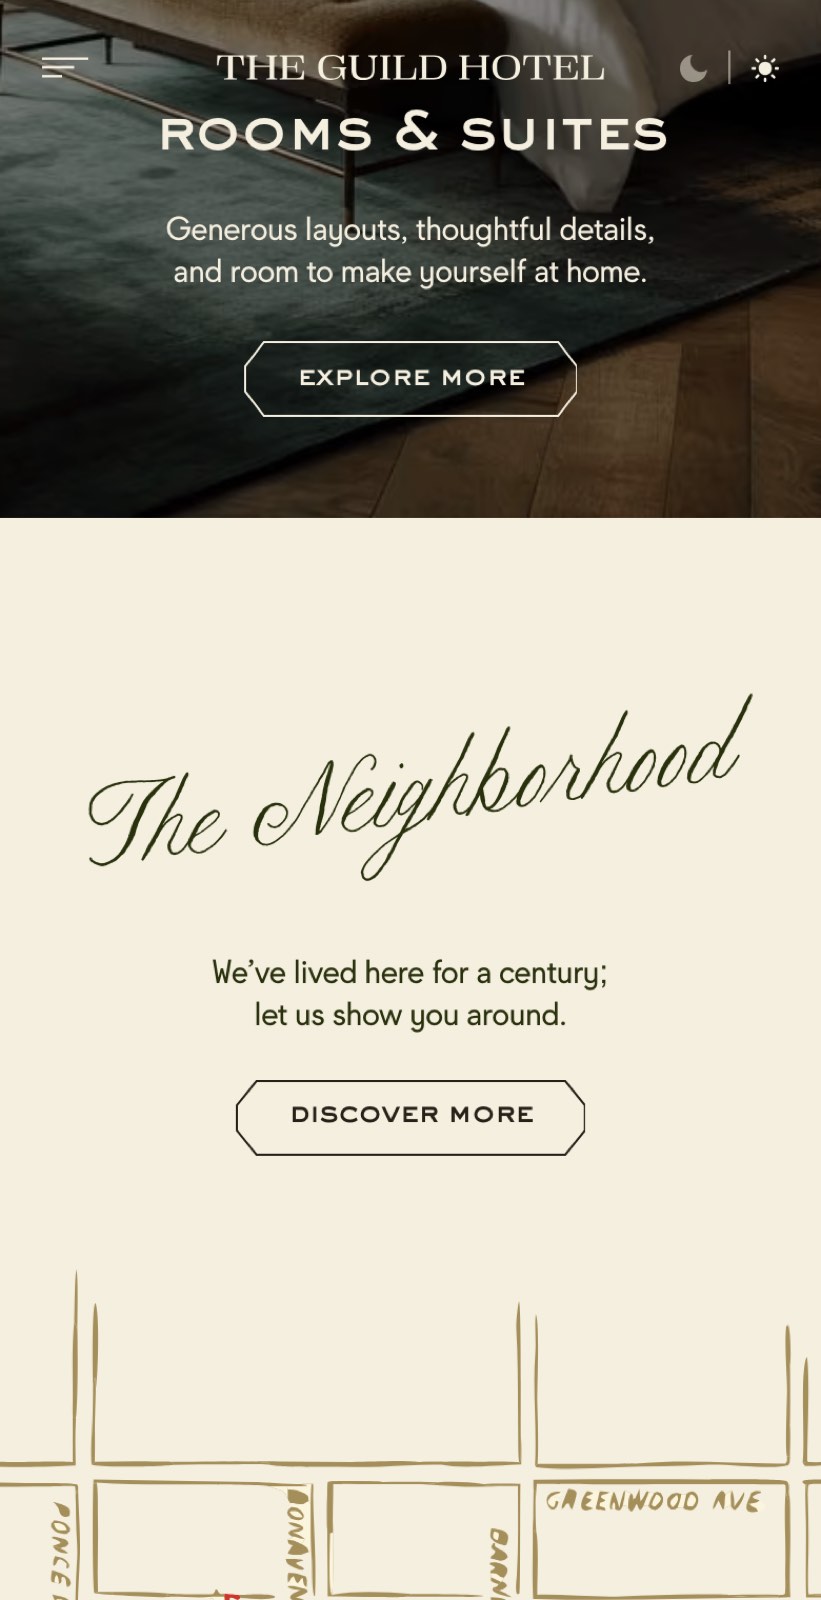 THE GUILD HOTEL
ROOMS & SUITES
Generous layouts, thoughtful details,
and room to make yourself at home.
EXPLORE MORE
The Neighborhood
We’ve lived here for a century;
let us show you around.
DISCOVER MORE
GREENWOOD AVE
PONCE